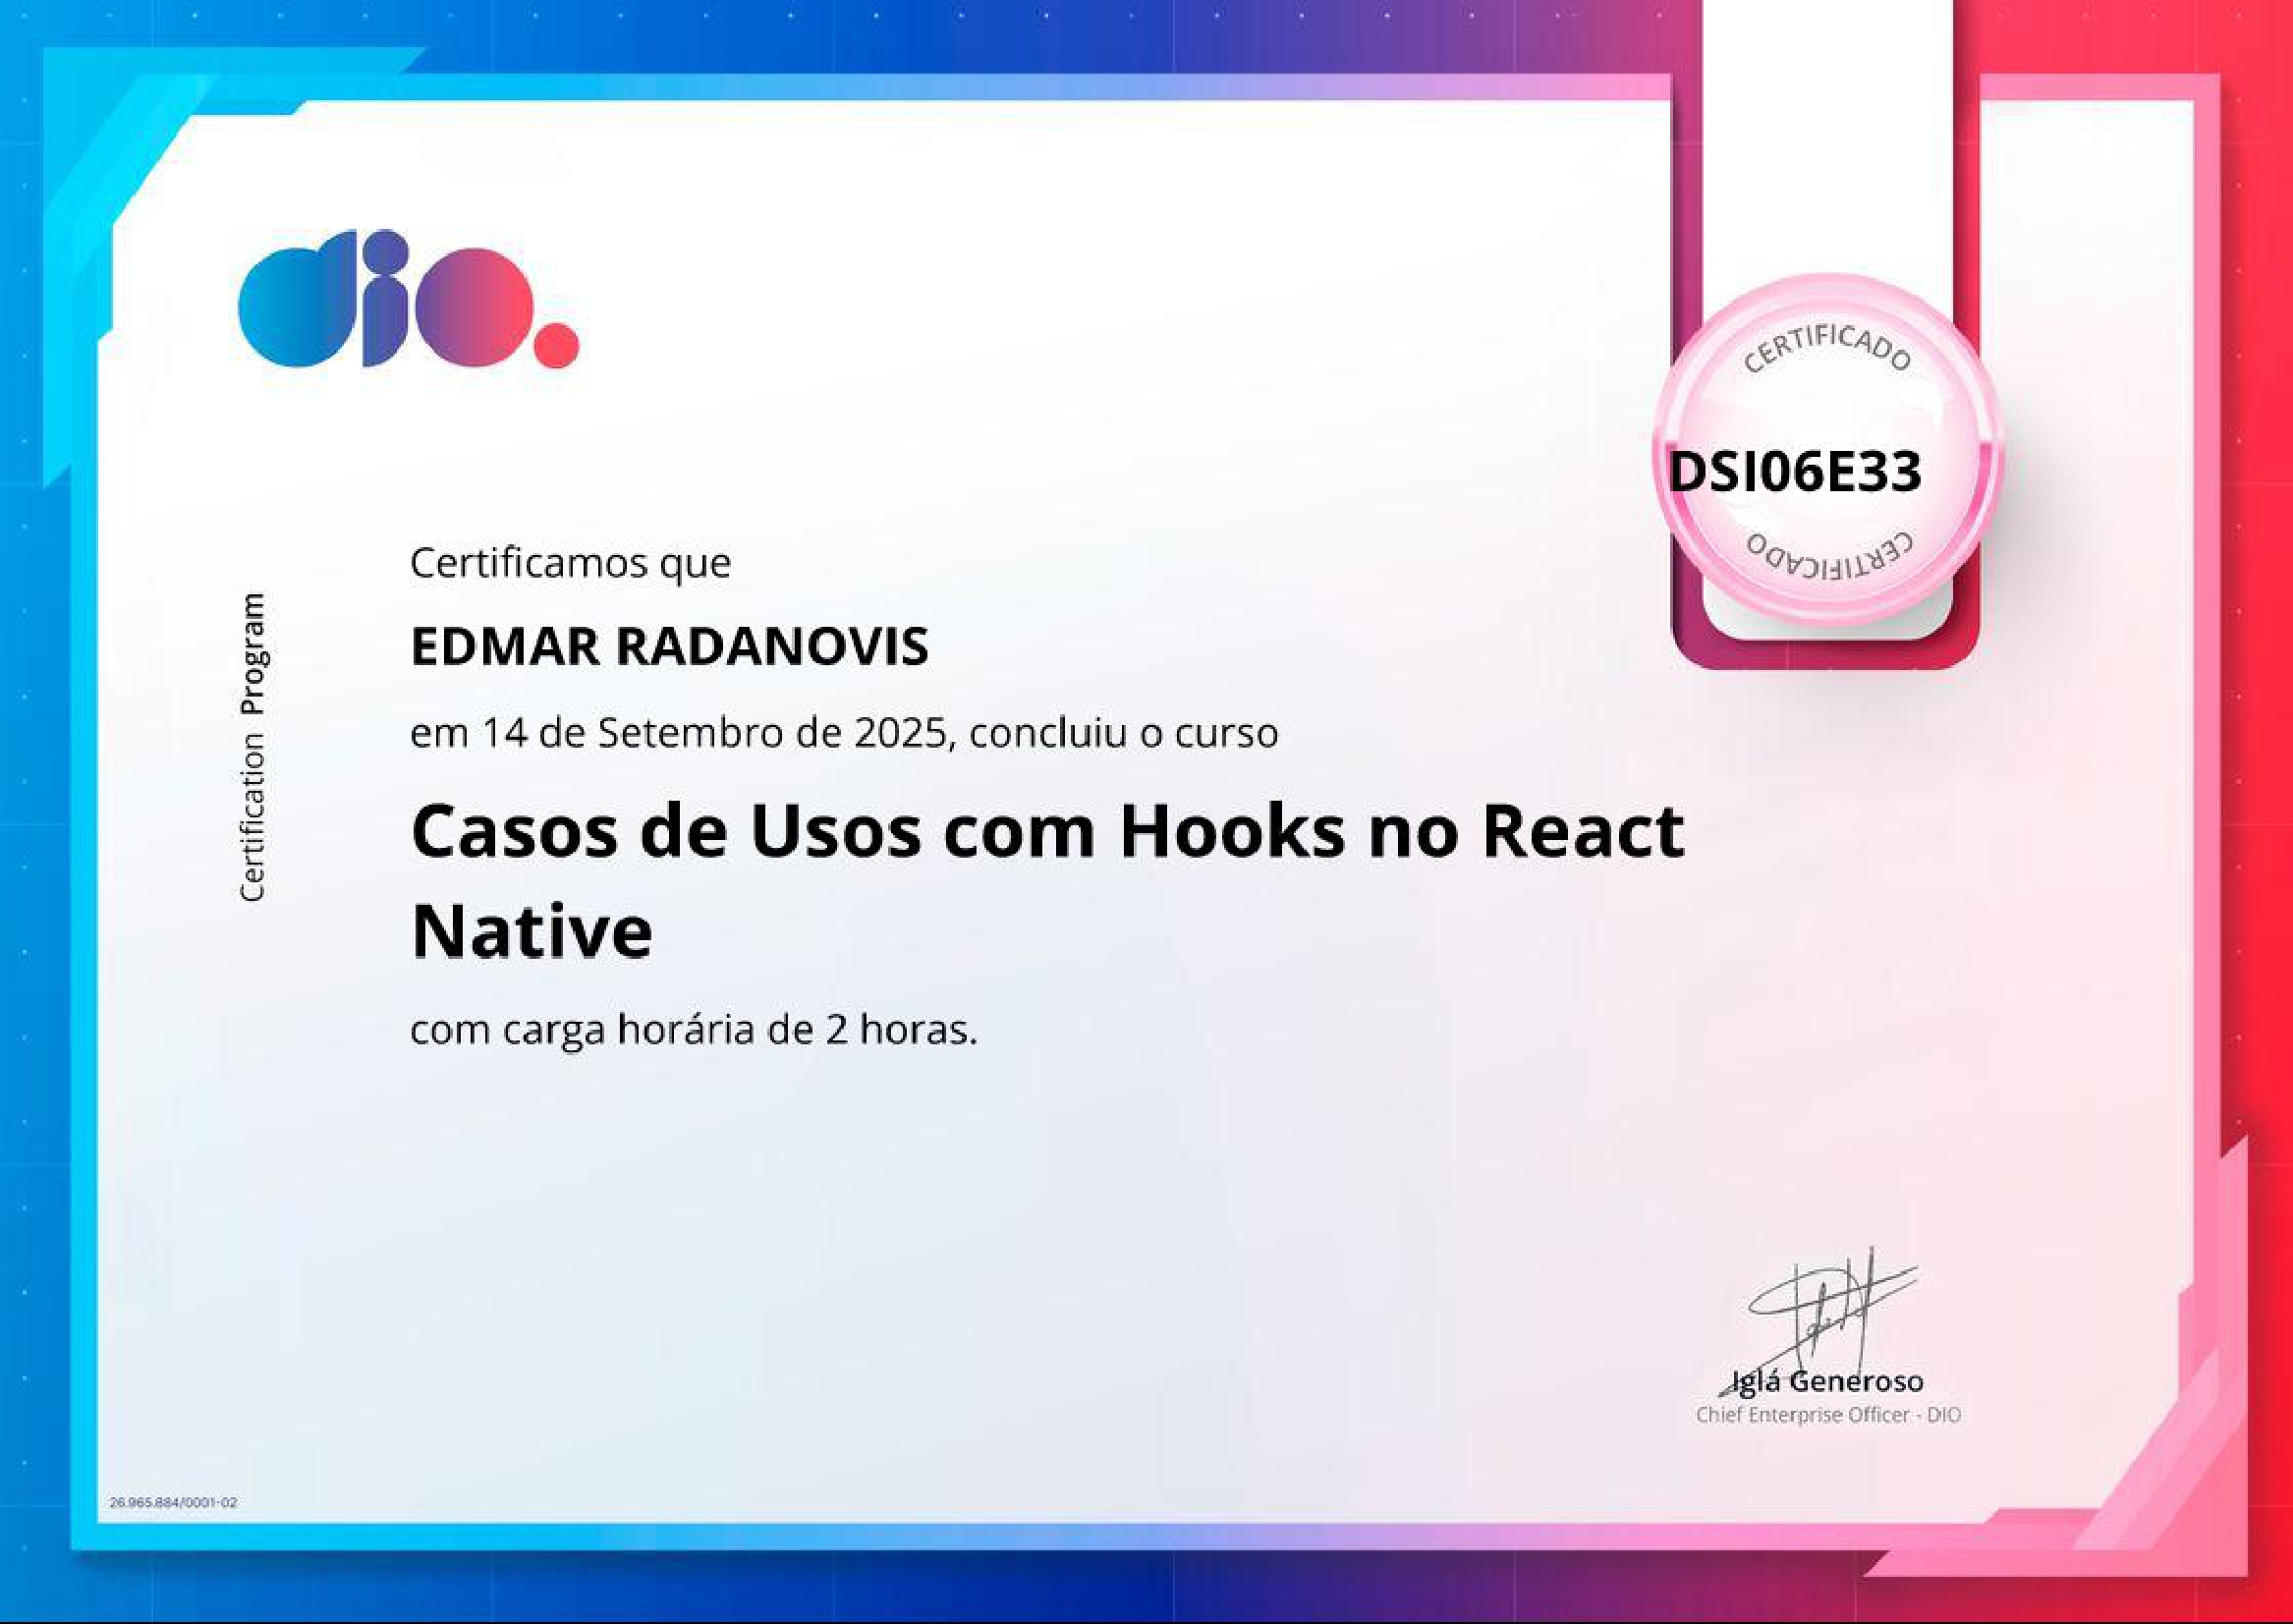 dio.
CERTIFICADO
DSI06E33
CERTIFICADO
Certification Program
Certificamos que
EDMAR RADANOVIS
em 14 de Setembro de 2025, concluiu o curso
Casos de Usos com Hooks no React
Native
com carga horária de 2 horas.
Iglá Generoso
Chief Enterprise Officer - DIO
26.965.884/0001-02